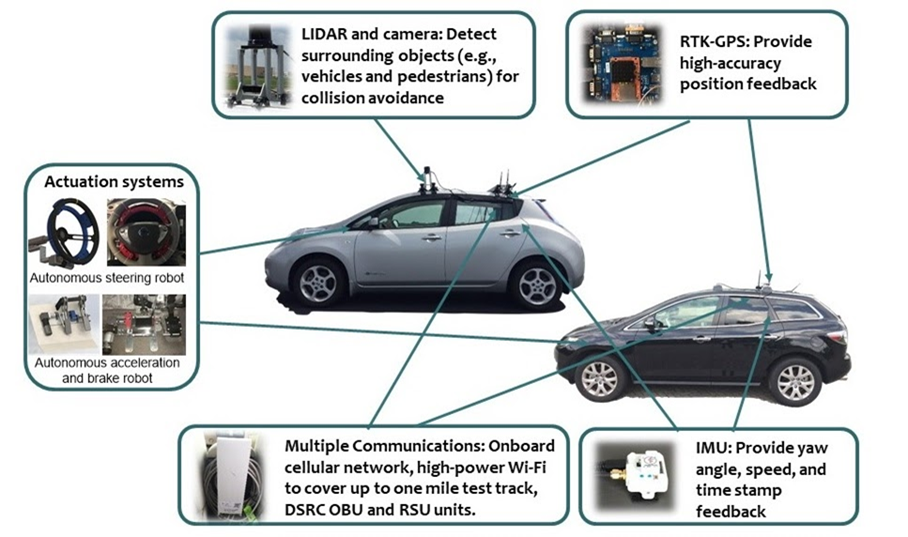 LIDAR and camera: Detect
surrounding objects (e.g.,
vehicles and pedestrians) for
collision avoidance
RTK-GPS: Provide
high-accuracy
position feedback
Actuation systems
Autonomous steering robot
Autonomous acceleration
and brake robot
Multiple Communications: Onboard
cellular network, high-power Wi-Fi
to cover up to one mile test track,
DSRC OBU and RSU units.
IMU: Provide yaw
angle, speed, and
time stamp
feedback